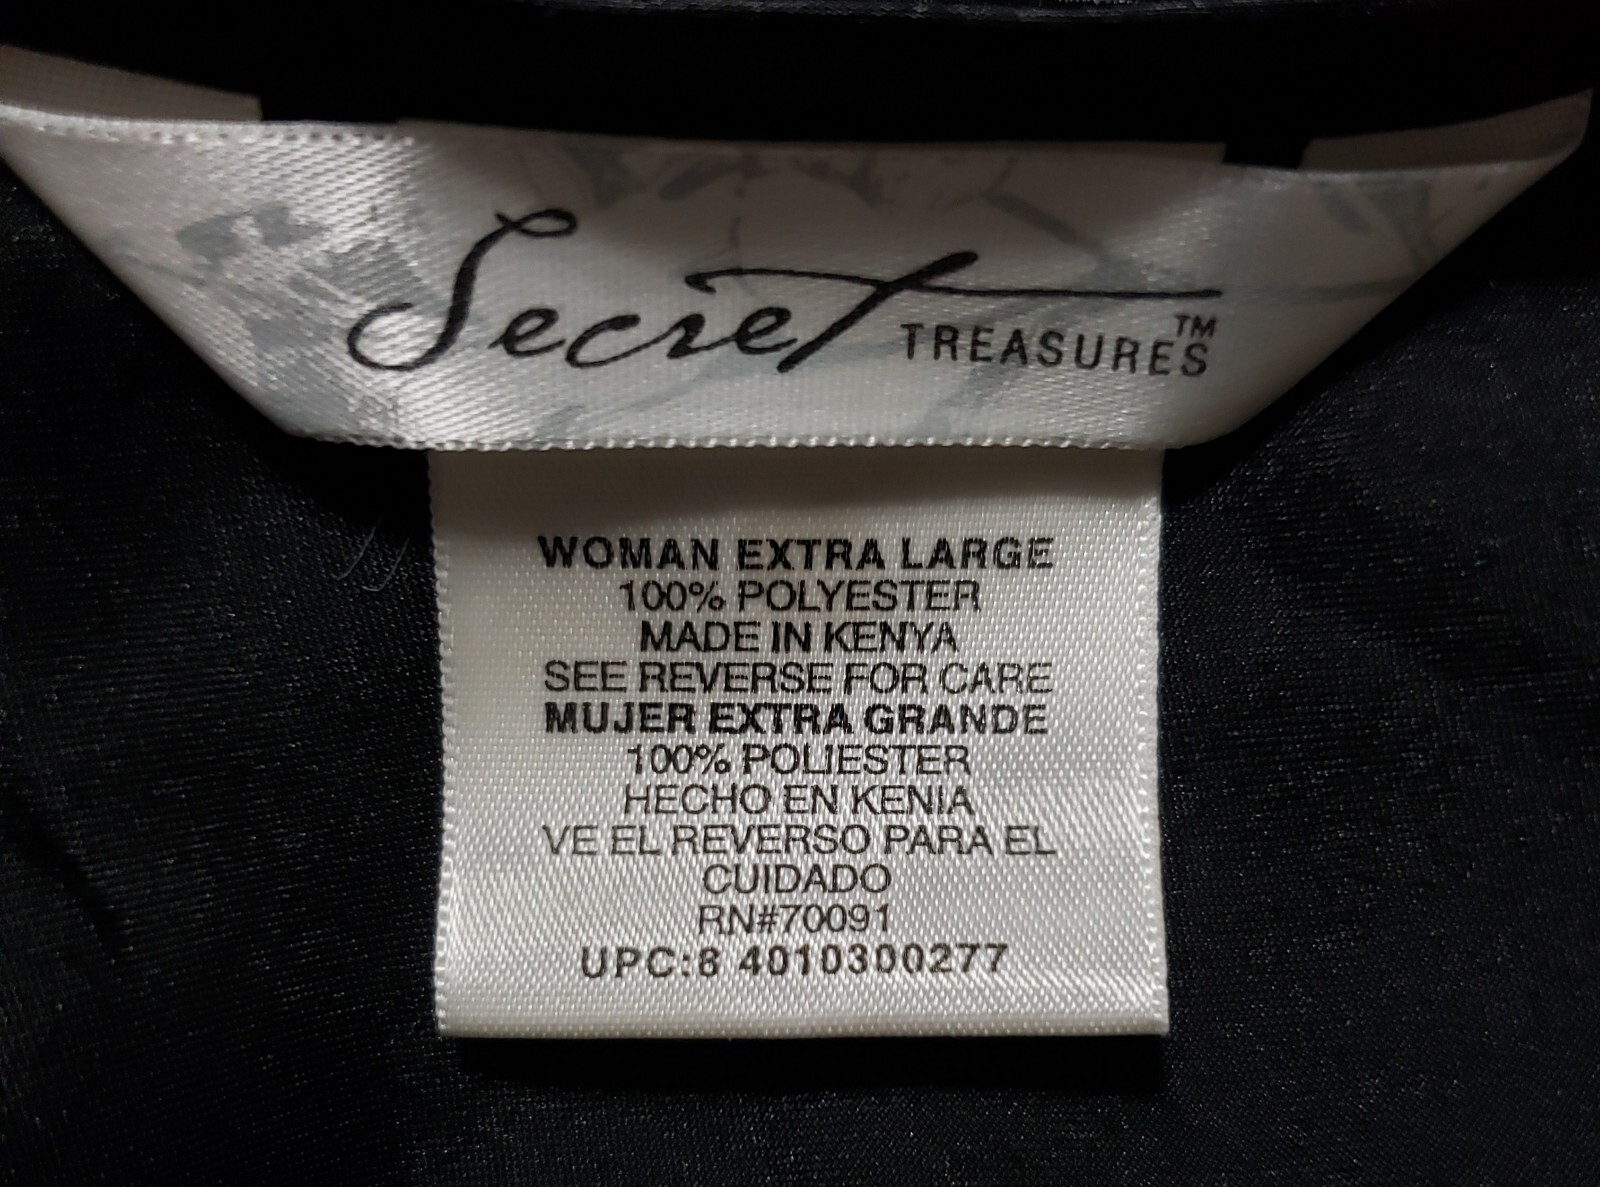 Secret TREASURES™
WOMAN EXTRA LARGE
100% POLYESTER
MADE IN KENYA
SEE REVERSE FOR CARE
MUJER EXTRA GRANDE
100% POLIESTER
HECHO EN KENIA
VE EL REVERSO PARA EL
CUIDADO
RN#70091
UPC:8 4010300277